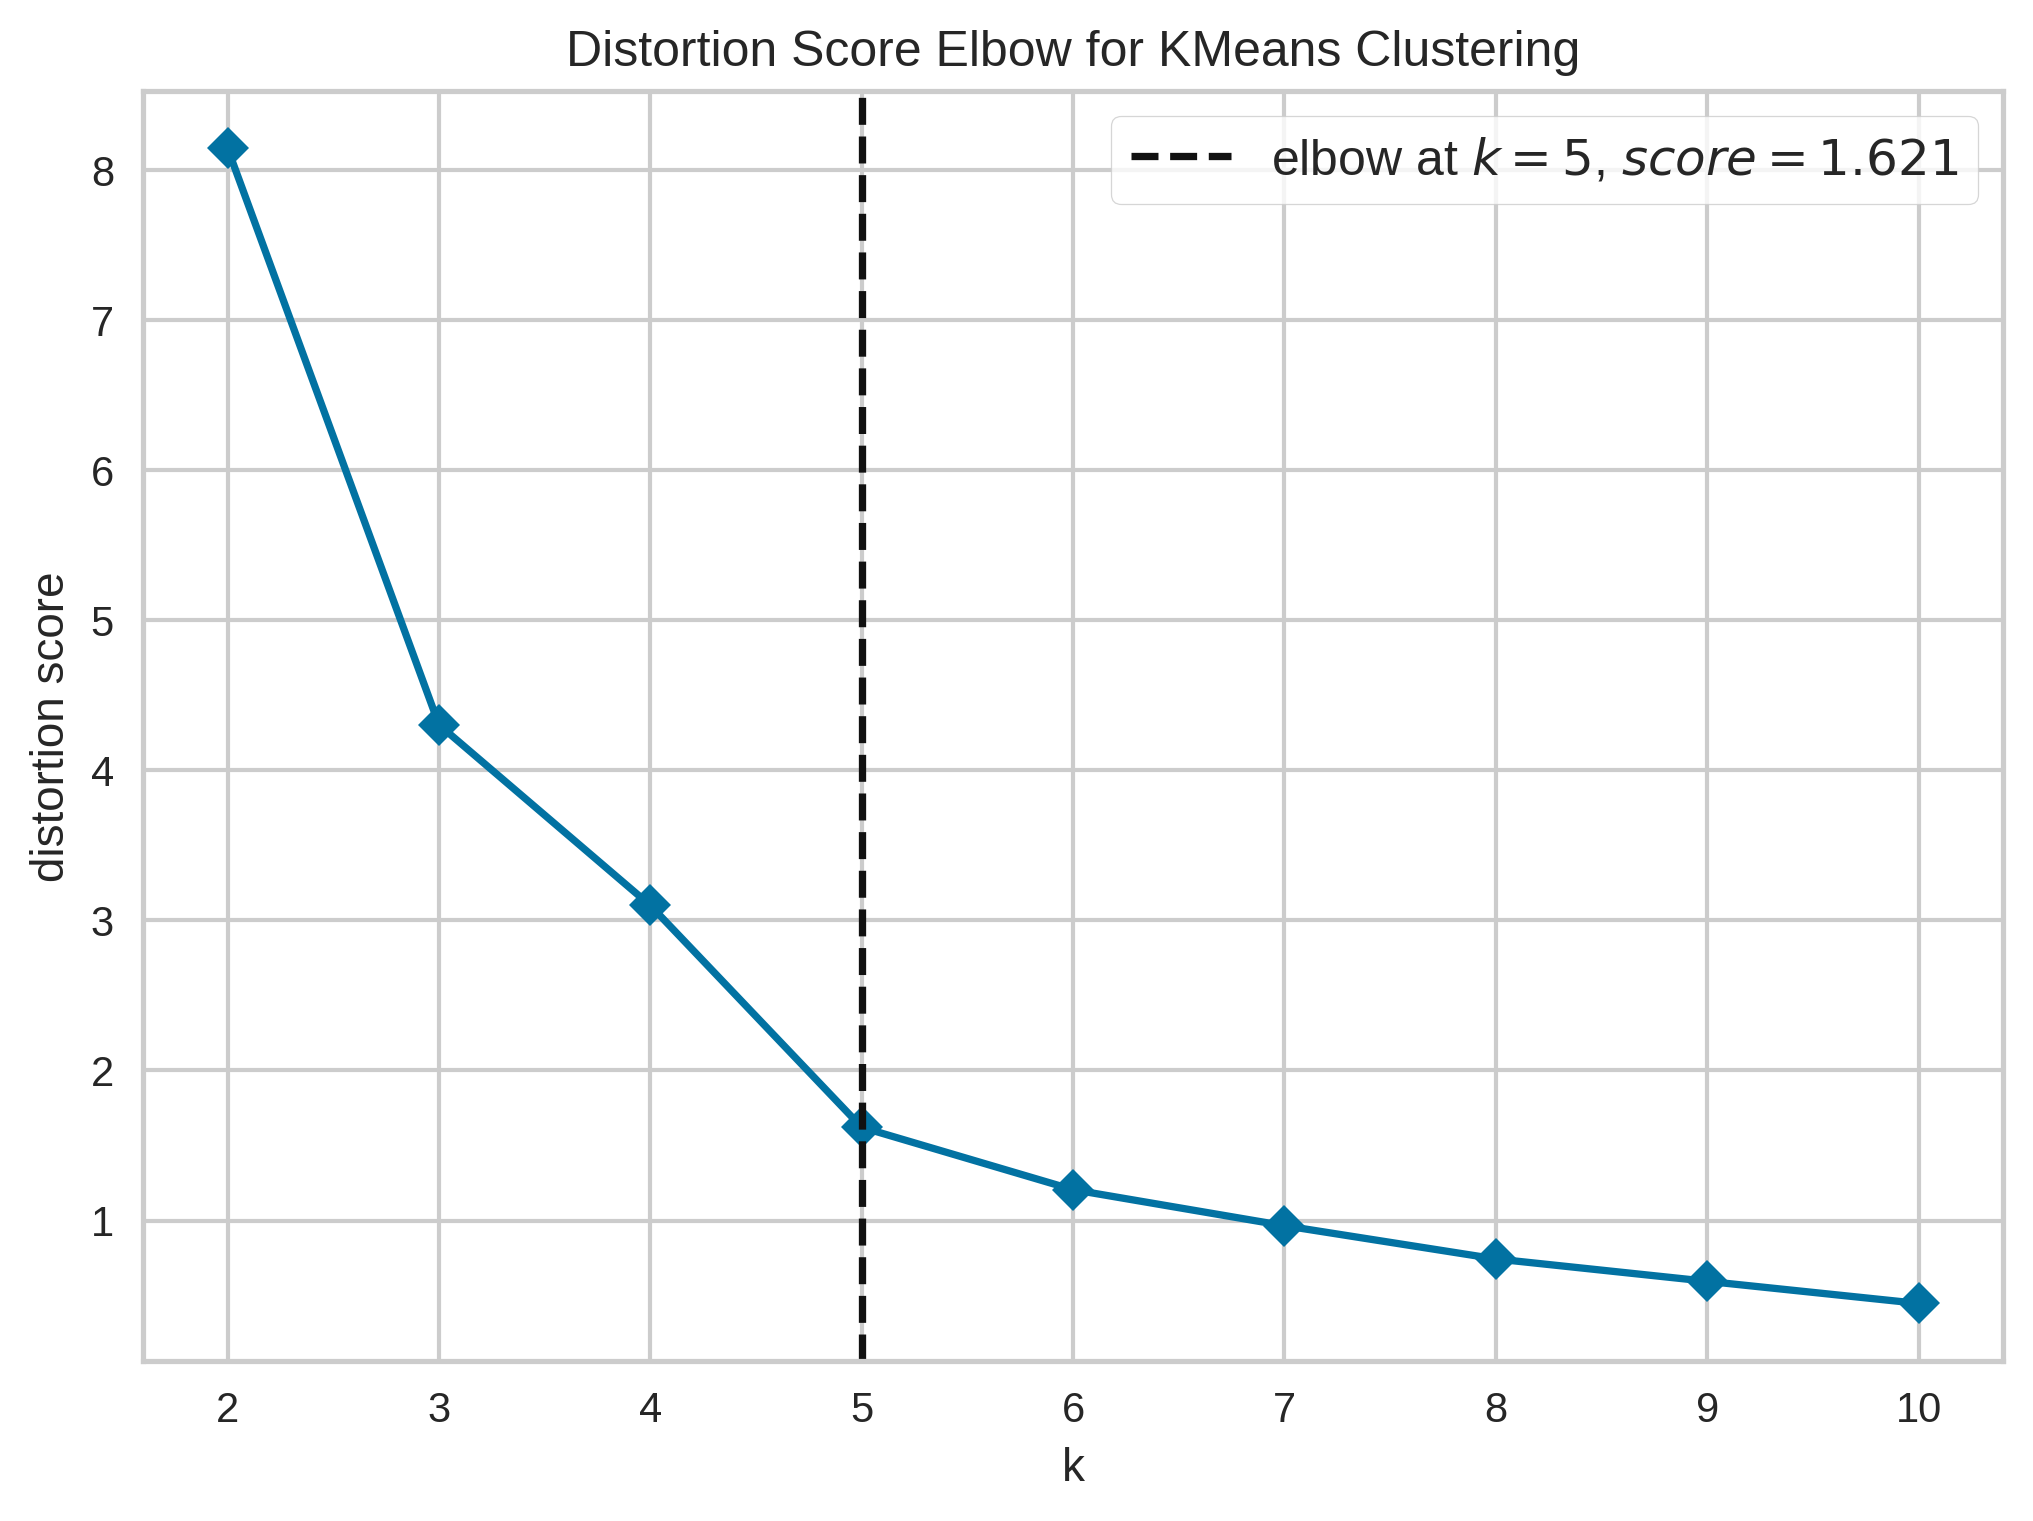 Distortion Score Elbow for KMeans Clustering
elbow at k = 5, score = 1.621
distortion score
8
7
6
5
4
3
2
1
2 3 4 5 6 7 8 9 10
k